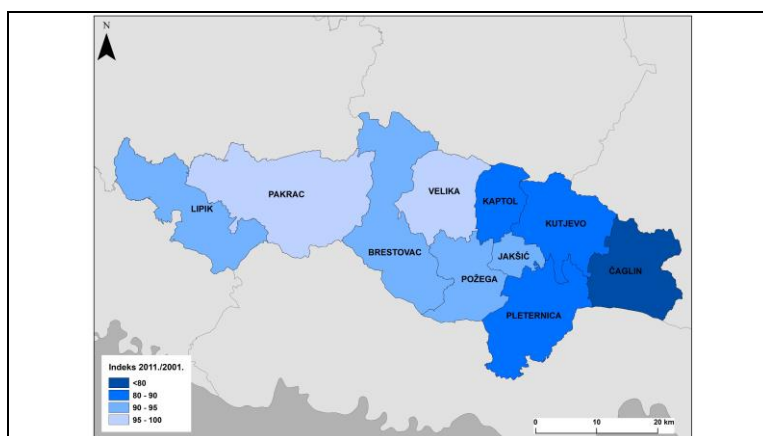 N
PAKRAC
VELIKA
KAPTOL
LIPIK
KUTJEVO
BRESTOVAC
JAKŠIĆ
ČAGLIN
POŽEGA
PLETERNICA
Indeks 2011./2001.
<80
80 - 90
90 - 95
95 - 100
0 10 20 km